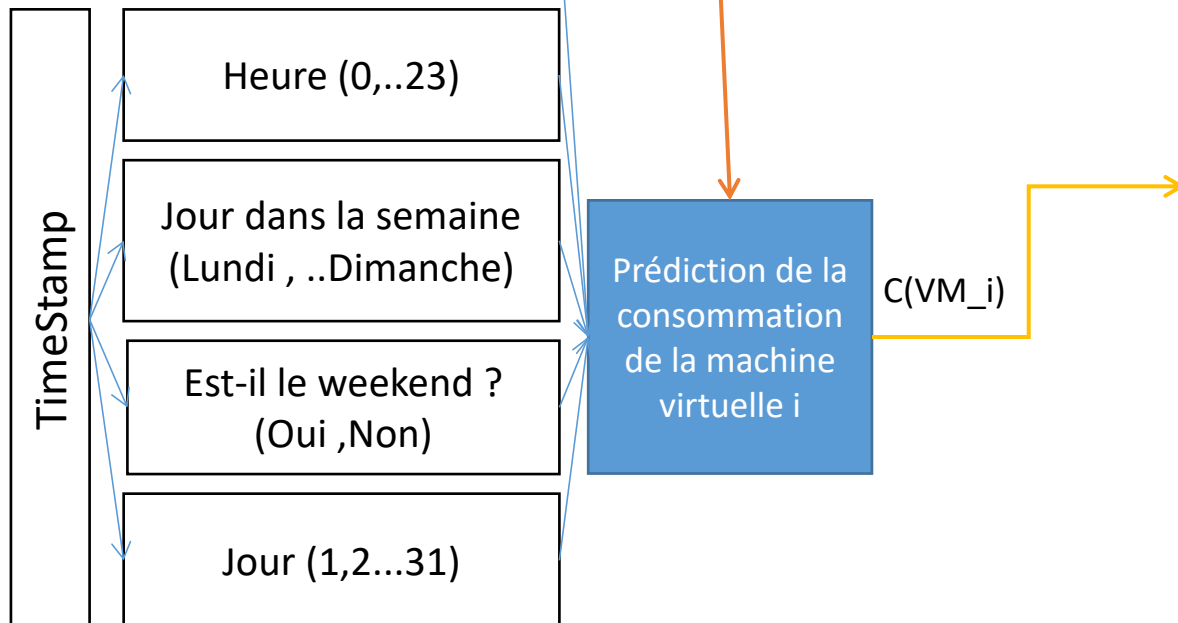 TimeStamp
Heure (0,..23)
Jour dans la semaine
(Lundi , ..Dimanche)
Est-il le weekend ?
(Oui ,Non)
Jour (1,2...31)
Prédiction de la
consommation
de la machine
virtuelle i
C(VM_i)